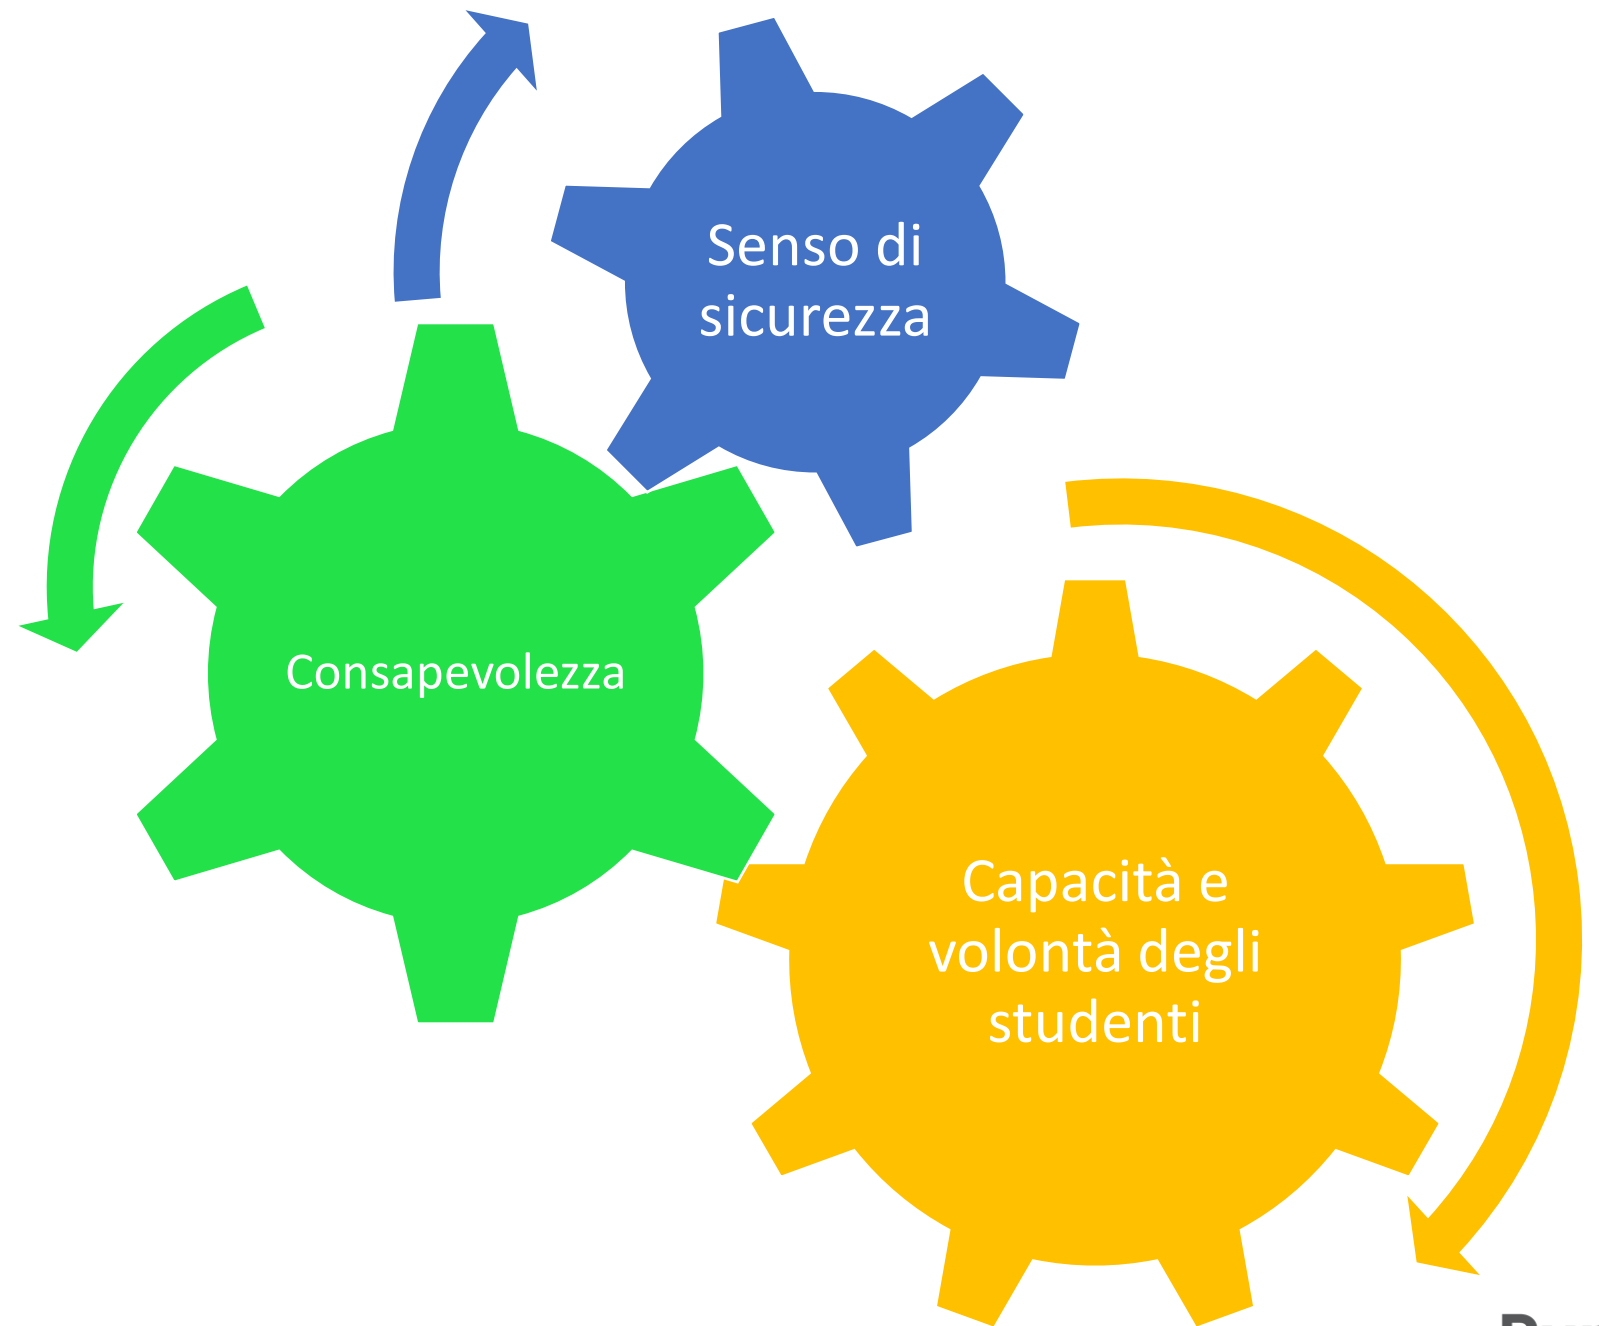 Senso di
sicurezza
Consapevolezza
Capacità e
volontà degli
studenti